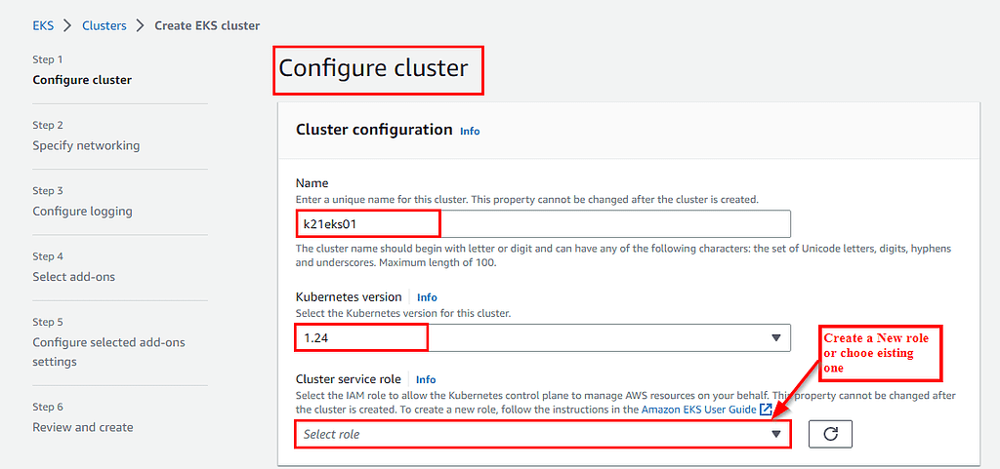 EKS > Clusters > Create EKS cluster
Step 1
Configure cluster
Step 2
Specify networking
Step 3
Configure logging
Step 4
Select add-ons
Step 5
Configure selected add-ons
settings
Step 6
Review and create
Configure cluster
Cluster configuration Info
Name
Enter a unique name for this cluster. This property cannot be changed after the cluster is created.
k21eks01
The cluster name should begin with letter or digit and can have any of the following characters: the set of Unicode letters, digits, hyphens
and underscores. Maximum length of 100.
Kubernetes version Info
Select the Kubernetes version for this cluster.
1.24
Cluster service role Info
Select the IAM role to allow the Kubernetes control plane to manage AWS resources on your behalf. This property cannot be changed after
the cluster is created. To create a new role, follow the instructions in the Amazon EKS User Guide
Select role
Create a New role
or chooe eisting
one